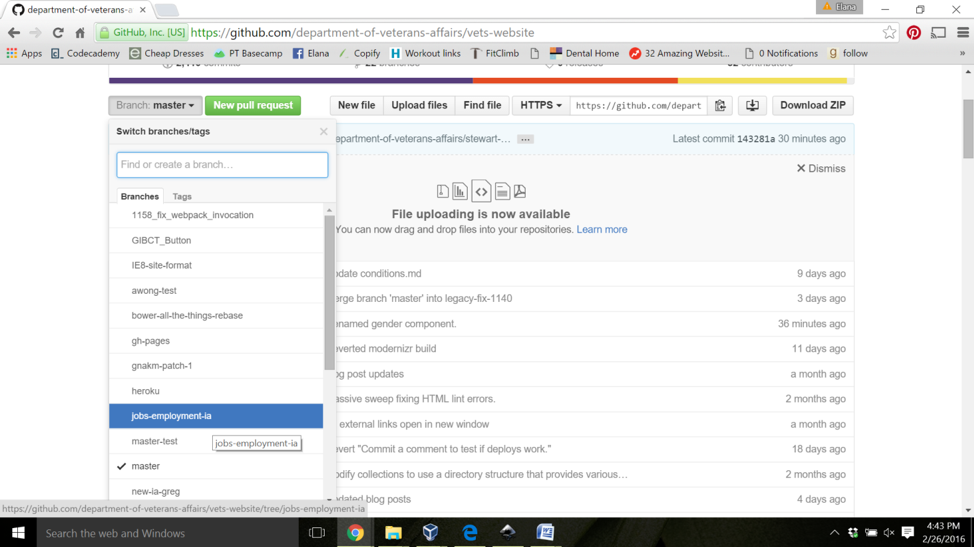 department-of-veterans-a
Elana
GitHub, Inc. [US] https://github.com/department-of-veterans-affairs/vets-website
Apps Codecademy Cheap Dresses PT Basecamp Elana Copify Workout links FitClimb Dental Home 32 Amazing Websit... 0 Notifications follow »
Branch: master New pull request New file Upload files Find file HTTPS https://github.com/depart Download ZIP
Switch branches/tags
epartment-of-veterans-affairs/stewart-… ... Latest commit 143281a 30 minutes ago
Find or create a branch…
Dismiss
Branches Tags
File uploading is now available
You can now drag and drop files into your repositories. Learn more
1158_fix_webpack_invocation
GIBCT_Button
IE8-site-format
awong-test
bower-all-the-things-rebase
gh-pages
gnakm-patch-1
heroku
jobs-employment-ia
master-test
jobs-employment-ia
master
new-ia-greg
pdate conditions.md 9 days ago
erge branch 'master' into legacy-fix-1140 3 days ago
enamed gender component. 36 minutes ago
everted modernizr build 11 days ago
og post updates a month ago
assive sweep fixing HTML lint errors. 2 months ago
external links open in new window a month ago
evert "Commit a comment to test if deploys work." 18 days ago
odify collections to use a directory structure that provides various… 2 months ago
pdated blog posts 4 days ago
https://github.com/department-of-veterans-affairs/vets-website/tree/jobs-employment-ia
Search the web and Windows
4:43 PM
2/26/2016